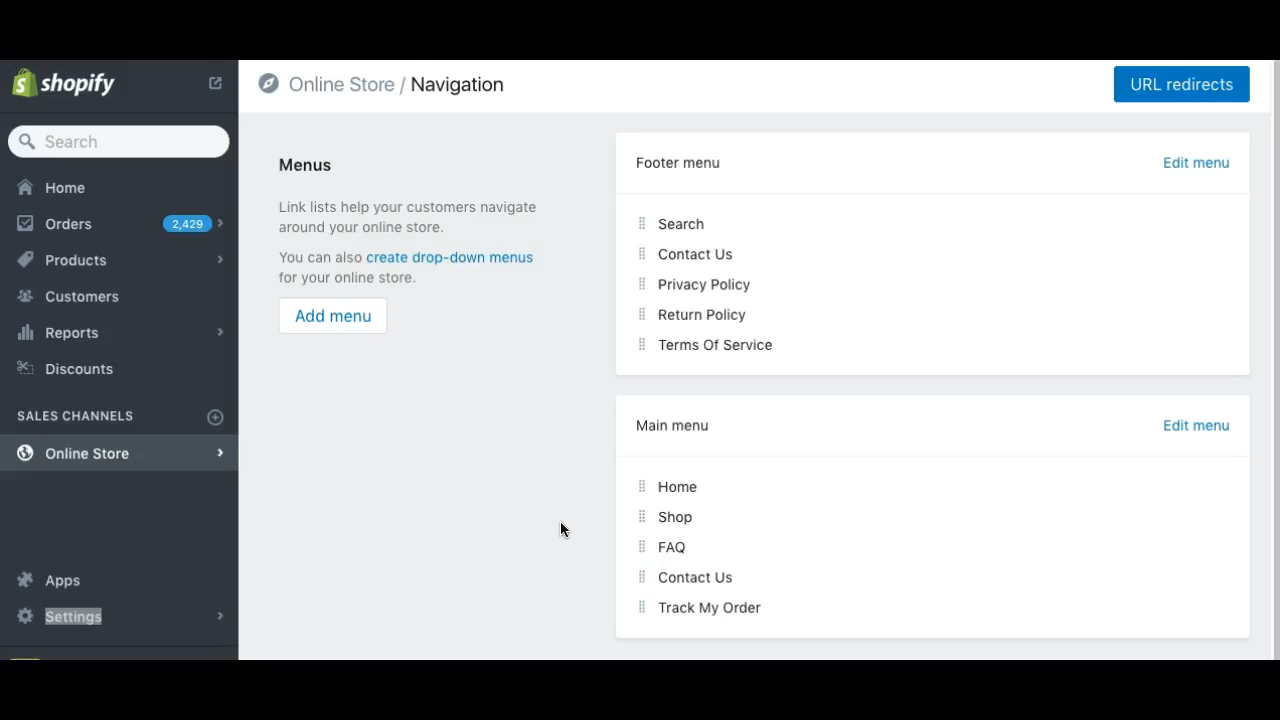 shopify
Search
Home
Orders 2,429
Products
Customers
Reports
Discounts
SALES CHANNELS
Online Store
Apps
Settings
Online Store / Navigation
URL redirects
Menus
Link lists help your customers navigate
around your online store.
You can also create drop-down menus
for your online store.
Add menu
Footer menu Edit menu
Search
Contact Us
Privacy Policy
Return Policy
Terms Of Service
Main menu Edit menu
Home
Shop
FAQ
Contact Us
Track My Order